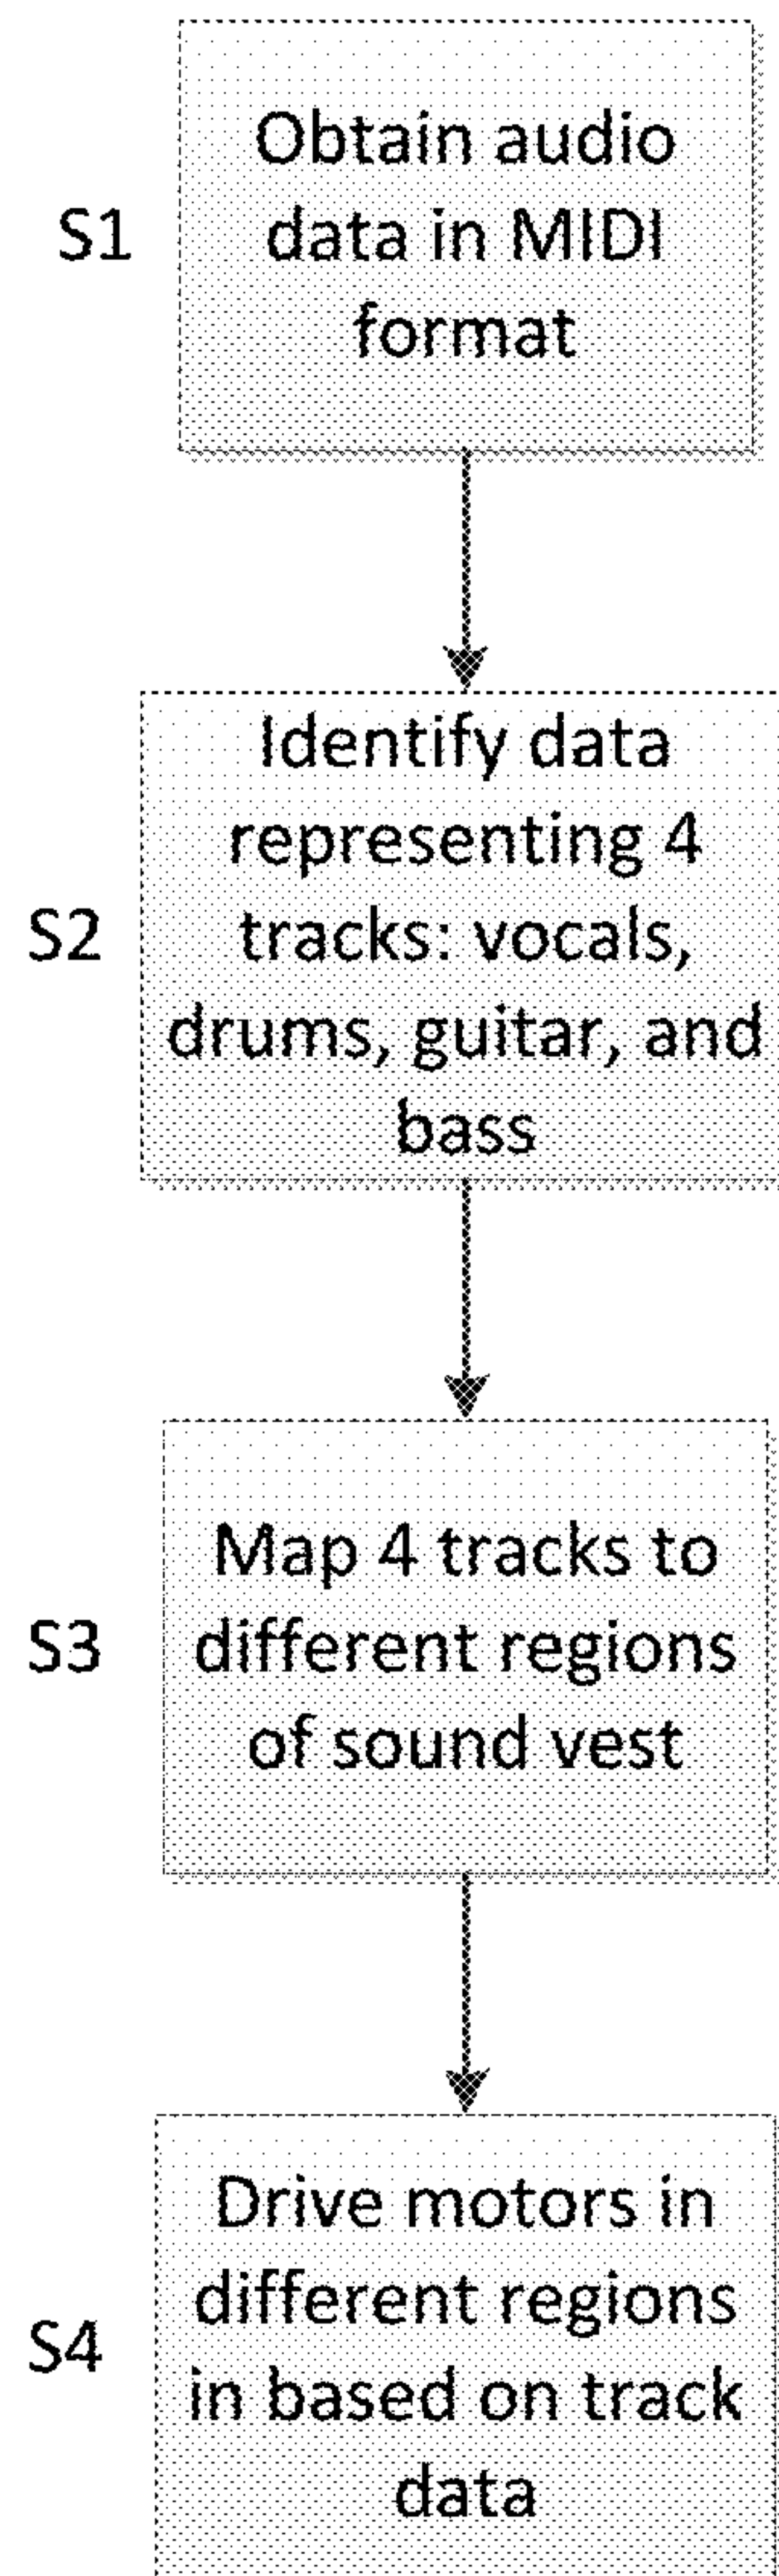 S1
Obtain audio
data in MIDI
format
S2
Identify data
representing 4
tracks: vocals,
drums, guitar, and
bass
S3
Map 4 tracks to
different regions
of sound vest
S4
Drive motors in
different regions
in based on track
data